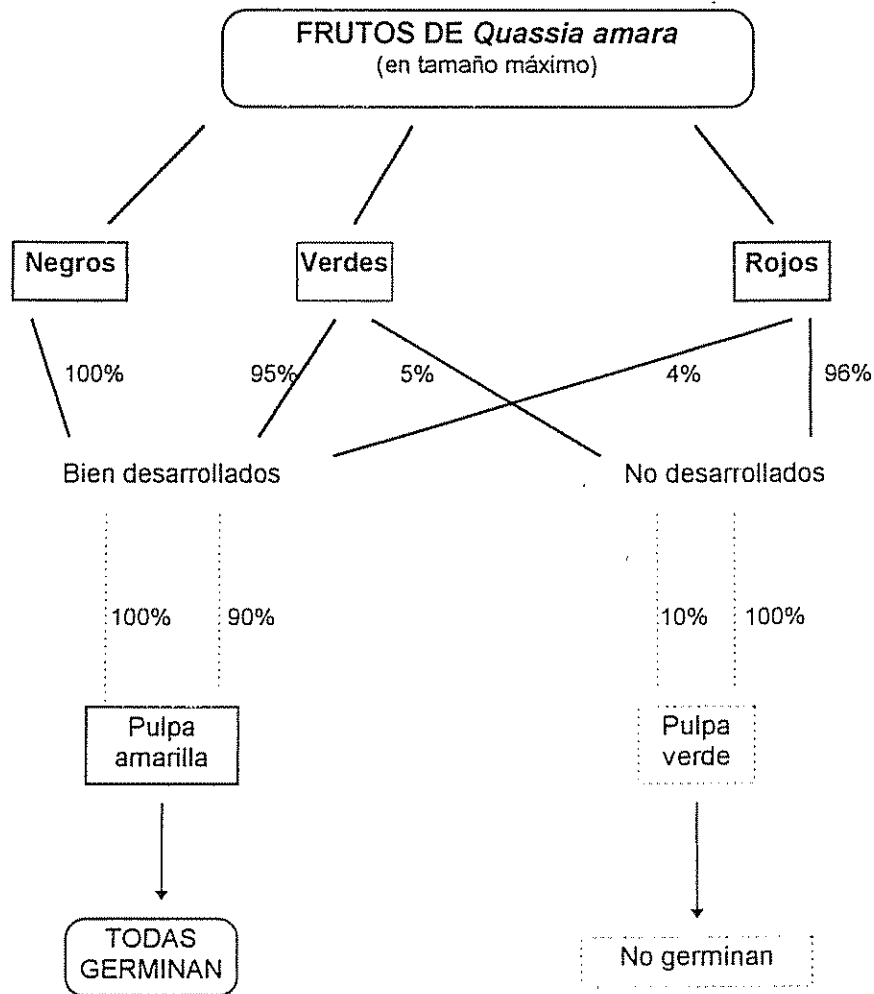 FRUTOS DE Quassia amara
(en tamaño máximo)
Negros
Verdes
Rojos
100%
95%
5%
4%
96%
Bien desarrollados
No desarrollados
100%
90%
10%
100%
Pulpa
amarilla
Pulpa
verde
TODAS
GERMINAN
No germinan